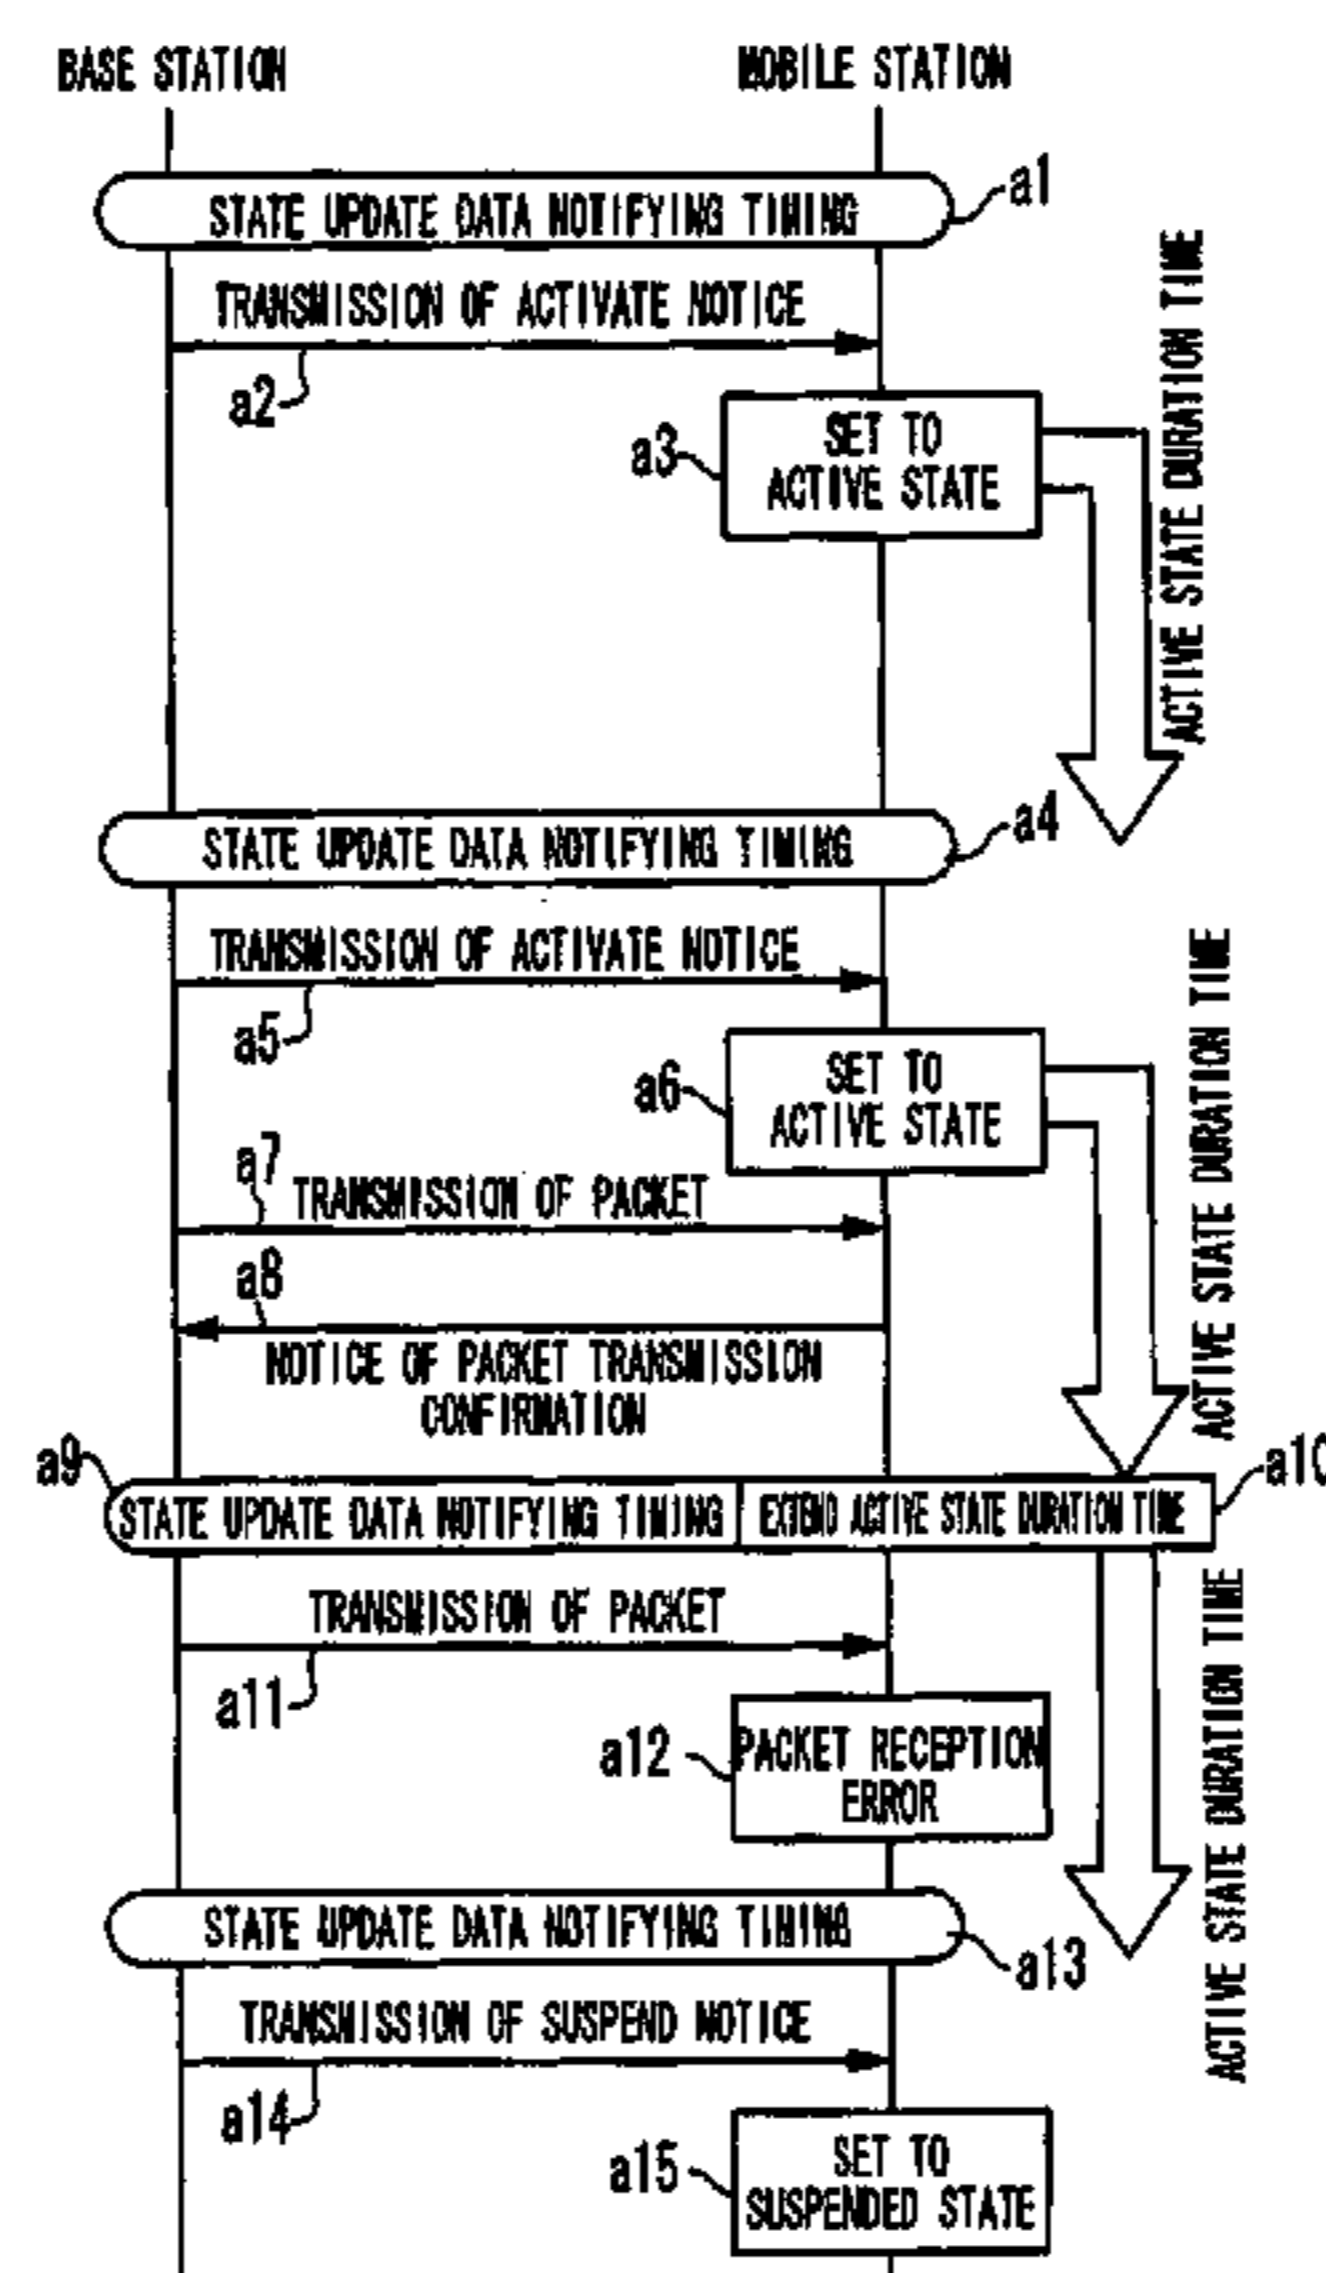 BASE STATION
MOBILE STATION
STATE UPDATE DATA NOTIFYING TIMING
a1
TRANSMISSION OF ACTIVATE NOTICE
a2
a3
SET TO
ACTIVE STATE
ACTIVE STATE DURATION TIME
STATE UPDATE DATA NOTIFYING TIMING
a4
TRANSMISSION OF ACTIVATE NOTICE
a5
a6
SET TO
ACTIVE STATE
ACTIVE STATE DURATION TIME
a7
TRANSMISSION OF PACKET
a8
NOTICE OF PACKET TRANSMISSION
CONFIRMATION
a9
STATE UPDATE DATA NOTIFYING TIMING
EXTEND ACTIVE STATE DURATION TIME
a10
TRANSMISSION OF PACKET
a11
a12
PACKET RECEPTION
ERROR
ACTIVE STATE DURATION TIME
STATE UPDATE DATA NOTIFYING TIMING
a13
TRANSMISSION OF SUSPEND NOTICE
a14
a15
SET TO
SUSPENDED STATE